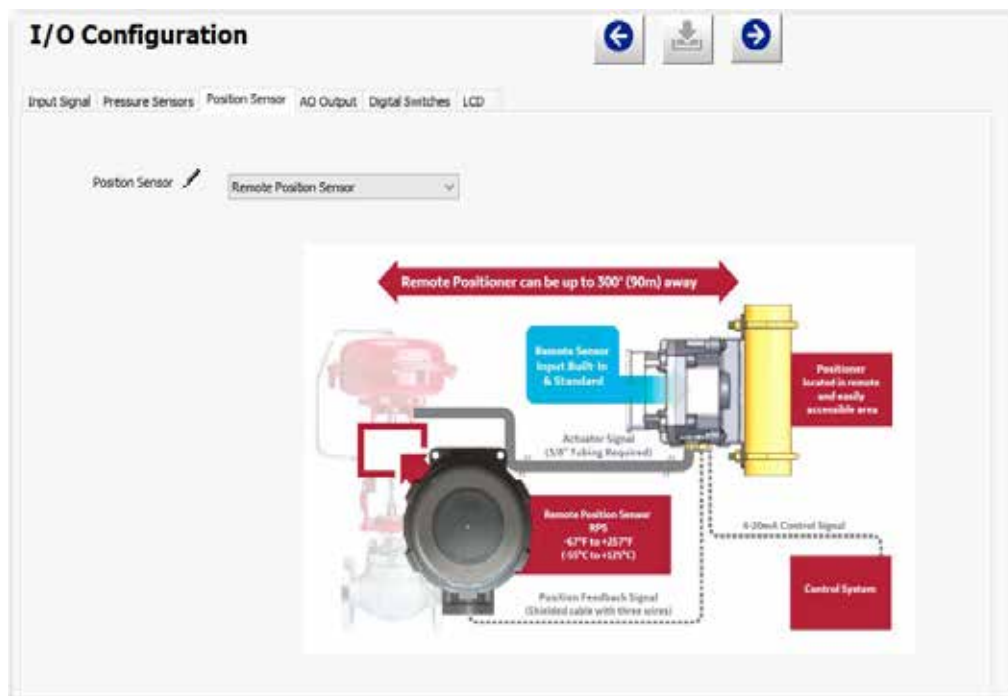 I/O Configuration
Input Signal
Pressure Sensors
Position Sensor
AO Output
Digital Switches
LCD
Position Sensor
Remote Position Sensor
Remote Positioner can be up to 300' (90m) away
Remote Sensor
Input Built-In
& Standard
Positioner
located in remote
and easily
accessible area
Actuator Signal
(3/8" Tubing Required)
Remote Position Sensor
RPS
-67°F to +257°F
(-55°C to +125°C)
4-20mA Control Signal
Control System
Position Feedback Signal
(Shielded cable with three wires)